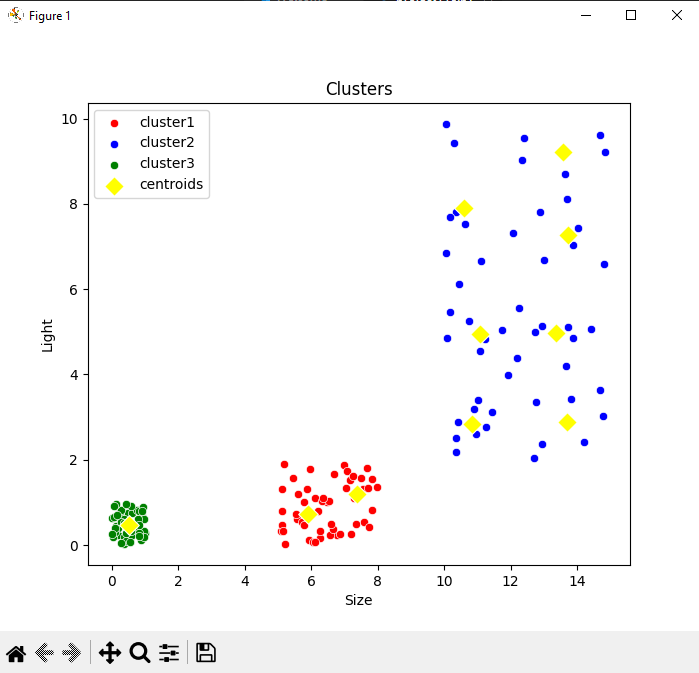 Figure 1
Clusters
cluster1
cluster2
cluster3
centroids
10
8
6
4
2
0
Light
0 2 4 6 8 10 12 14
Size